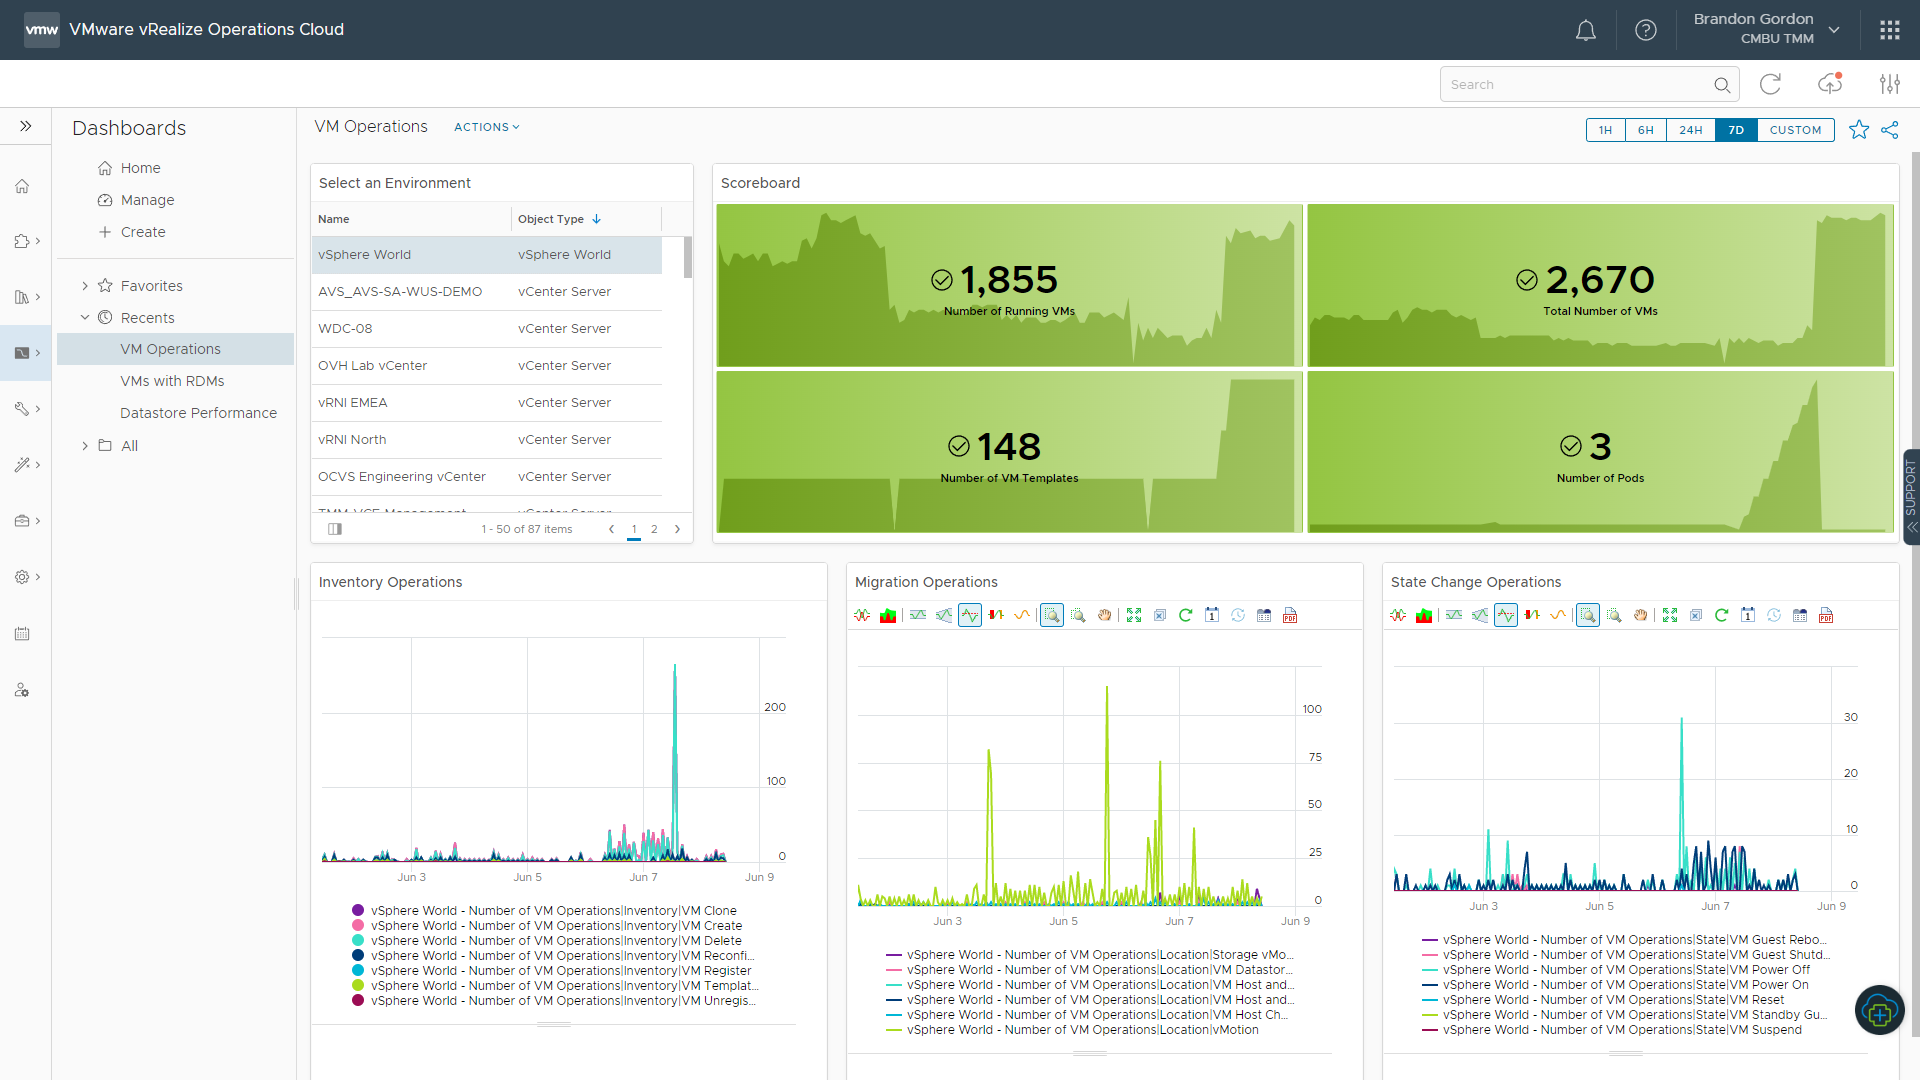 vmw VMware vRealize Operations Cloud
Brandon Gordon
CMBU TMM
Search
Dashboards
Home
Manage
Create
Favorites
Recents
VM Operations
VMs with RDMs
Datastore Performance
All
VM Operations ACTIONS
1H 6H 24H 7D CUSTOM
Select an Environment
Name Object Type
vSphere World vSphere World
AVS_AVS-SA-WUS-DEMO vCenter Server
WDC-08 vCenter Server
OVH Lab vCenter vCenter Server
vRNI EMEA vCenter Server
vRNI North vCenter Server
OCVS Engineering vCenter vCenter Server
TMM-VCF-Management vCenter Server
1 - 50 of 87 items 1 2
Scoreboard
1,855
Number of Running VMs
2,670
Total Number of VMs
148
Number of VM Templates
3
Number of Pods
SUPPORT
Inventory Operations
200
100
0
Jun 3 Jun 5 Jun 7 Jun 9
vSphere World - Number of VM Operations|Inventory|VM Clone
vSphere World - Number of VM Operations|Inventory|VM Create
vSphere World - Number of VM Operations|Inventory|VM Delete
vSphere World - Number of VM Operations|Inventory|VM Reconfi...
vSphere World - Number of VM Operations|Inventory|VM Register
vSphere World - Number of VM Operations|Inventory|VM Templat...
vSphere World - Number of VM Operations|Inventory|VM Unregis...
Migration Operations
1
PDF
100
75
50
25
0
Jun 3 Jun 5 Jun 7 Jun 9
vSphere World - Number of VM Operations|Location|Storage vMo...
vSphere World - Number of VM Operations|Location|VM Datastor...
vSphere World - Number of VM Operations|Location|VM Host and...
vSphere World - Number of VM Operations|Location|VM Host and...
vSphere World - Number of VM Operations|Location|VM Host Ch...
vSphere World - Number of VM Operations|Location|vMotion
State Change Operations
1
PDF
30
20
10
0
Jun 3 Jun 5 Jun 7 Jun 9
vSphere World - Number of VM Operations|State|VM Guest Rebo...
vSphere World - Number of VM Operations|State|VM Guest Shutd...
vSphere World - Number of VM Operations|State|VM Power Off
vSphere World - Number of VM Operations|State|VM Power On
vSphere World - Number of VM Operations|State|VM Reset
vSphere World - Number of VM Operations|State|VM Standby Gu...
vSphere World - Number of VM Operations|State|VM Suspend